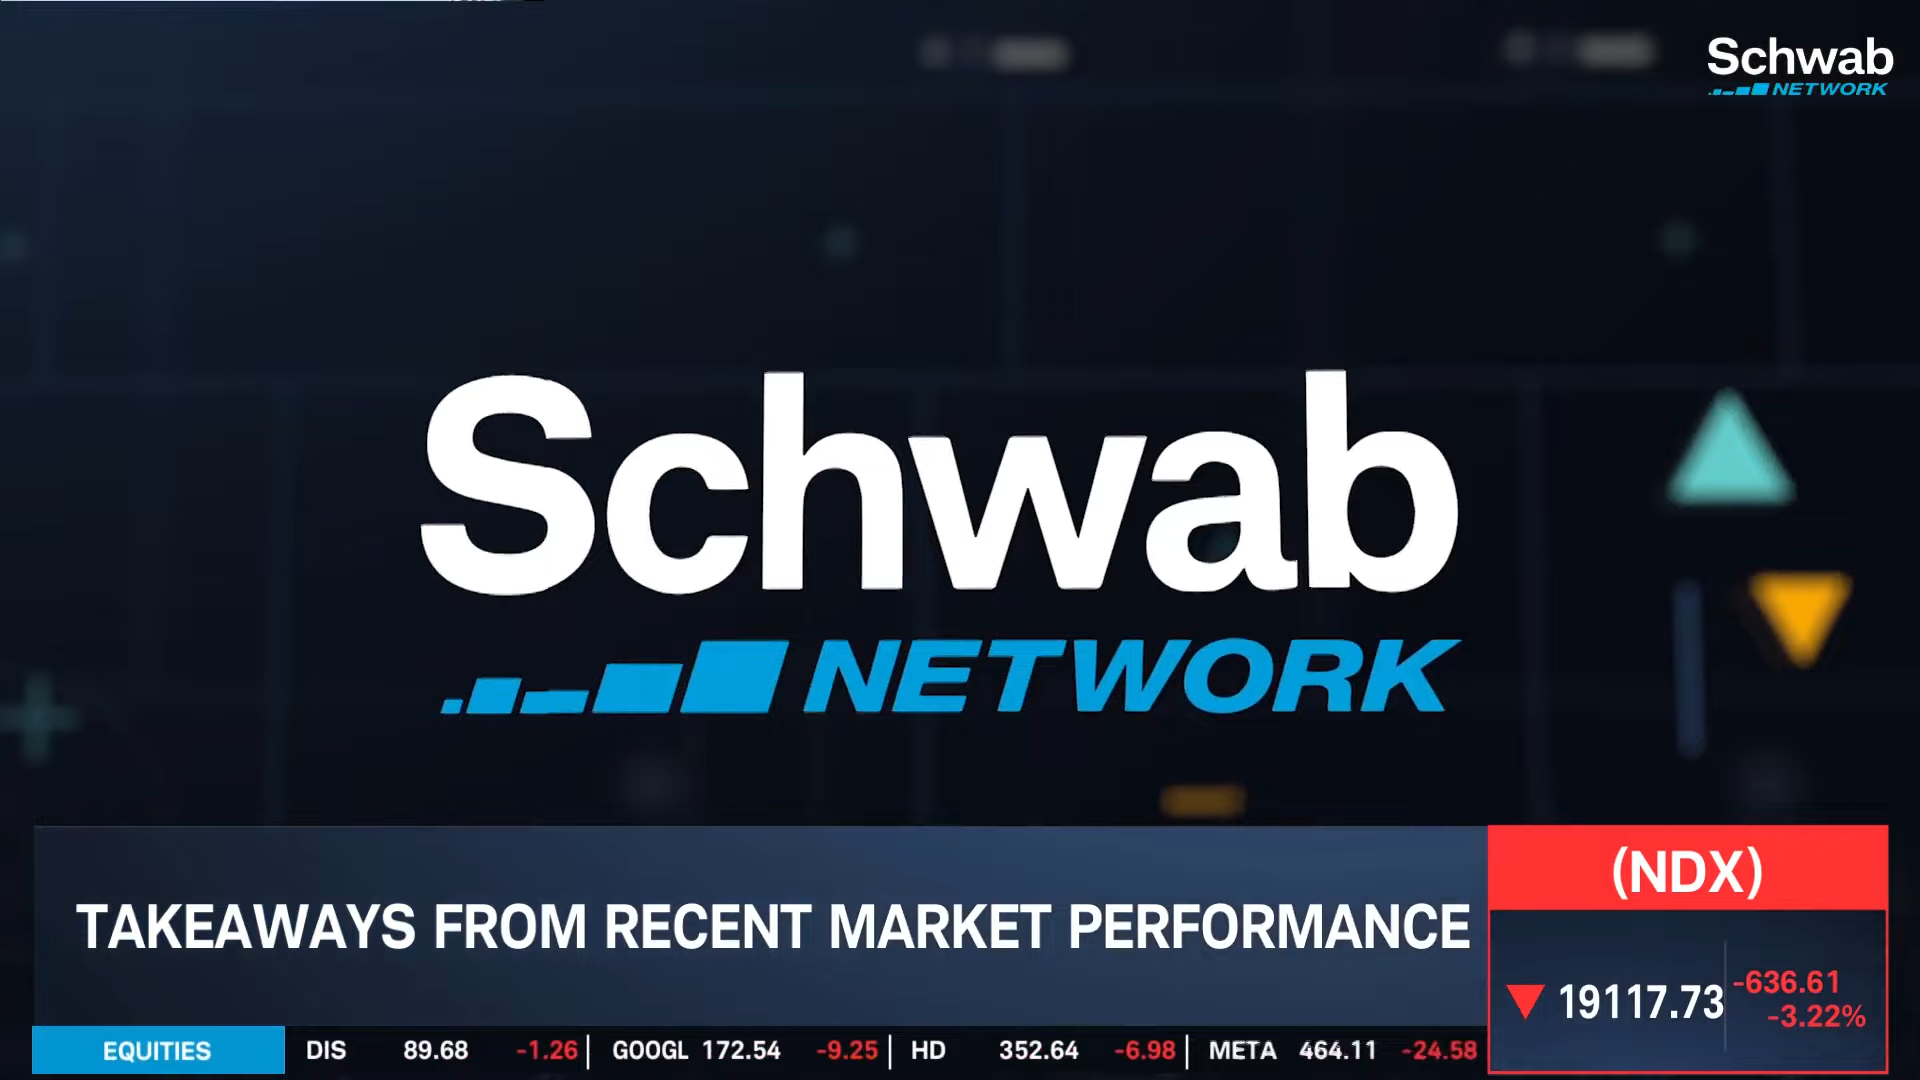 Schwab
NETWORK
Schwab
NETWORK
TAKEAWAYS FROM RECENT MARKET PERFORMANCE
(NDX)
19117.73
-636.61
-3.22%
EQUITIES DIS 89.68 -1.26 GOOGL 172.54 -9.25 HD 352.64 -6.98 META 464.11 -24.58